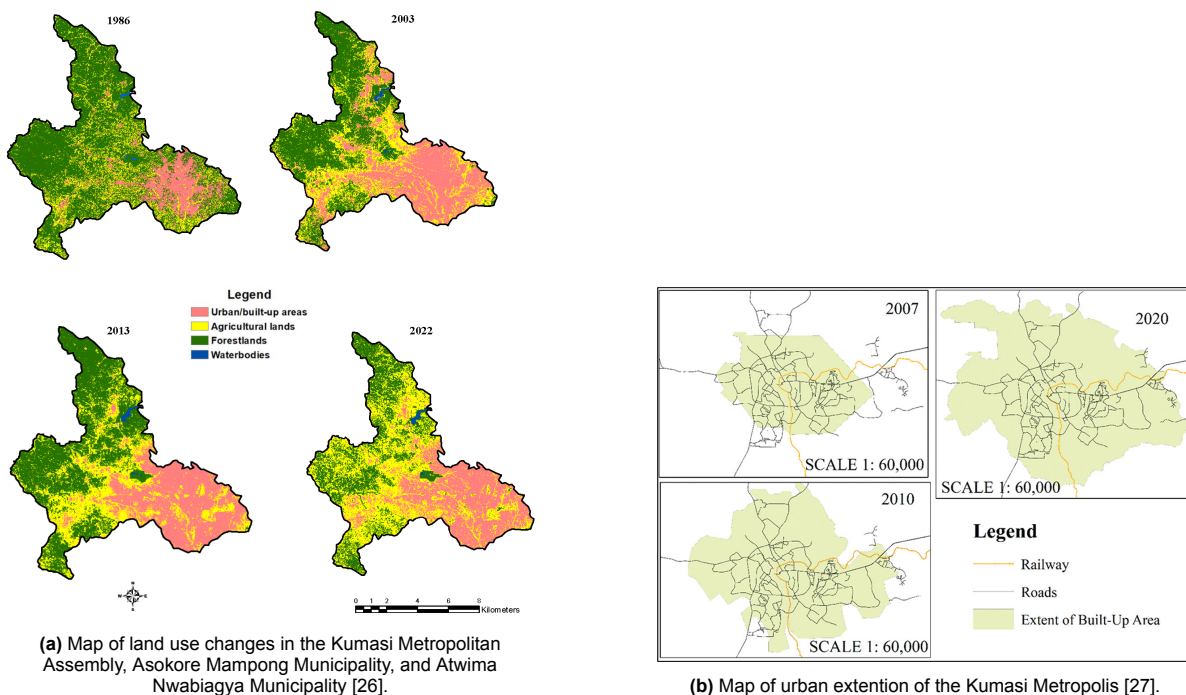 1986
2003
Legend
Urban/built-up areas
Agricultural lands
Forestlands
Waterbodies
2013
2022
N
W E
S
0 1 2 4 6 8
Kilometers
(a) Map of land use changes in the Kumasi Metropolitan
Assembly, Asokore Mampong Municipality, and Atwima
Nwabiagya Municipality [26].
2007
SCALE 1: 60,000
2020
SCALE 1: 60,000
2010
SCALE 1: 60,000
Legend
Railway
Roads
Extent of Built-Up Area
(b) Map of urban extention of the Kumasi Metropolis [27].